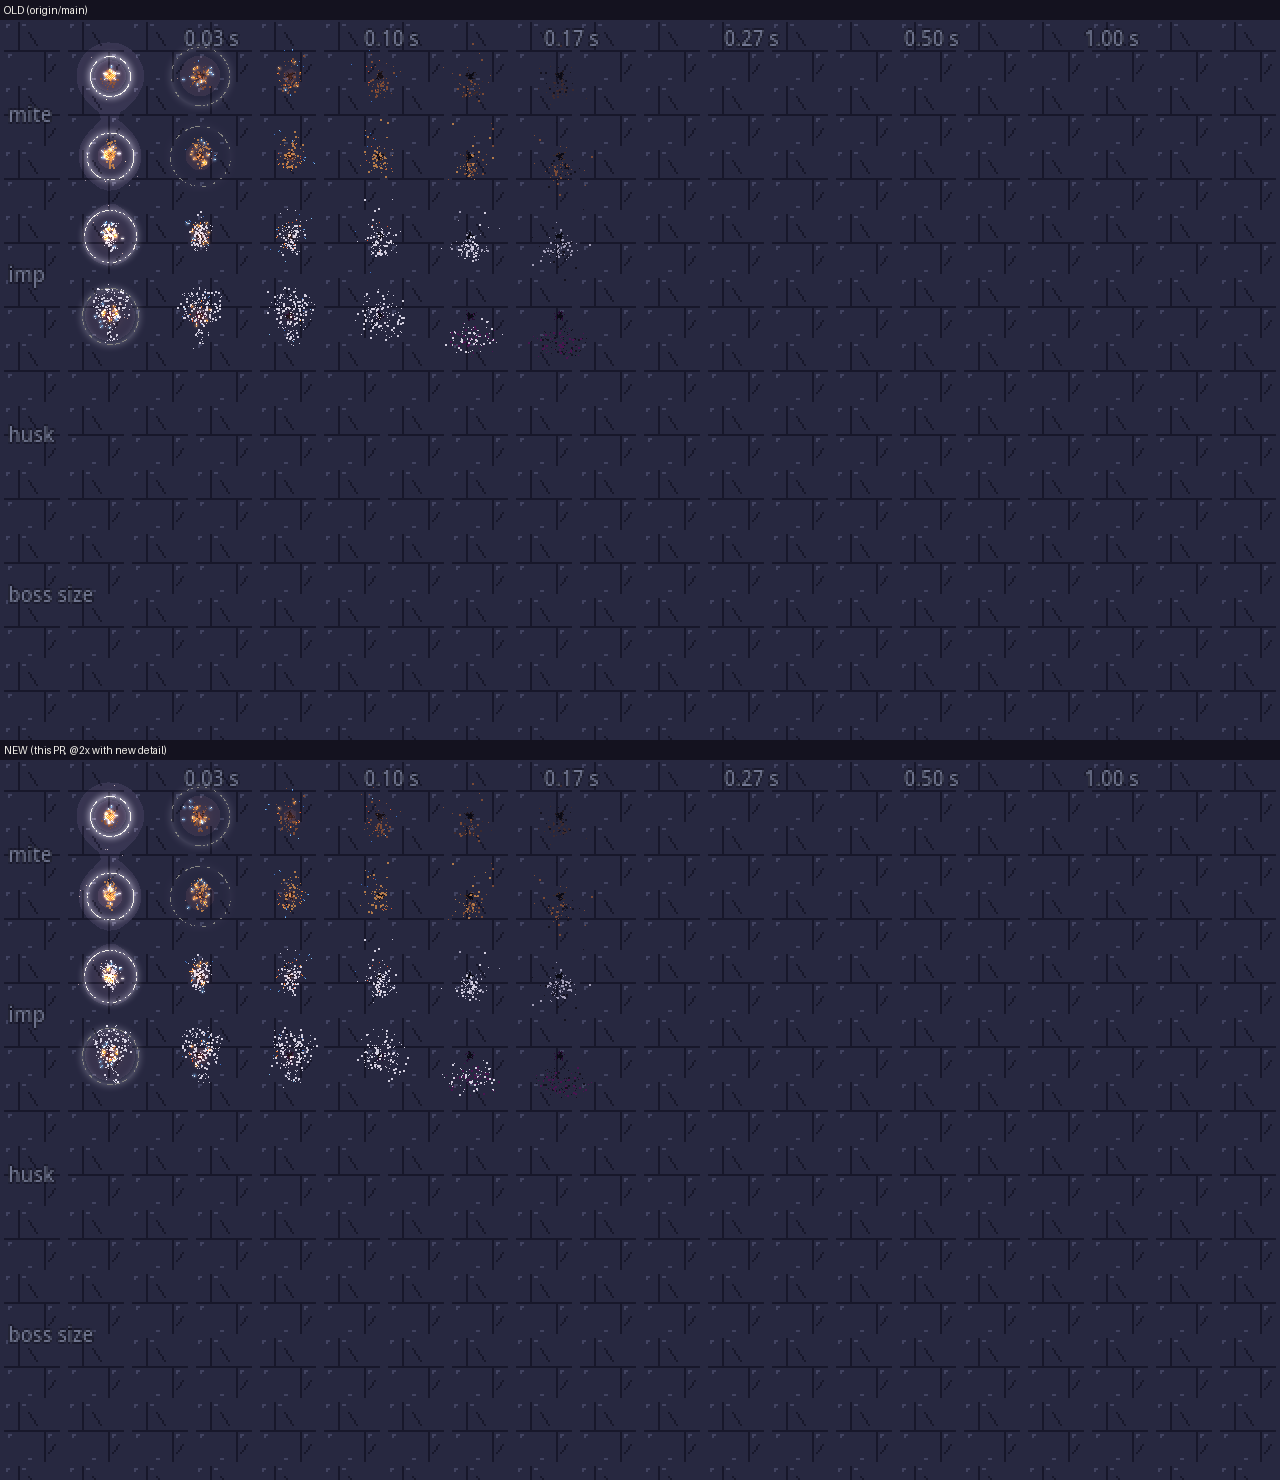 OLD (origin/main)
0.03 s 0.10 s 0.17 s 0.27 s 0.50 s 1.00 s
mite
imp
husk
boss size
NEW (this PR, @2x with new detail)
0.03 s 0.10 s 0.17 s 0.27 s 0.50 s 1.00 s
mite
imp
husk
boss size